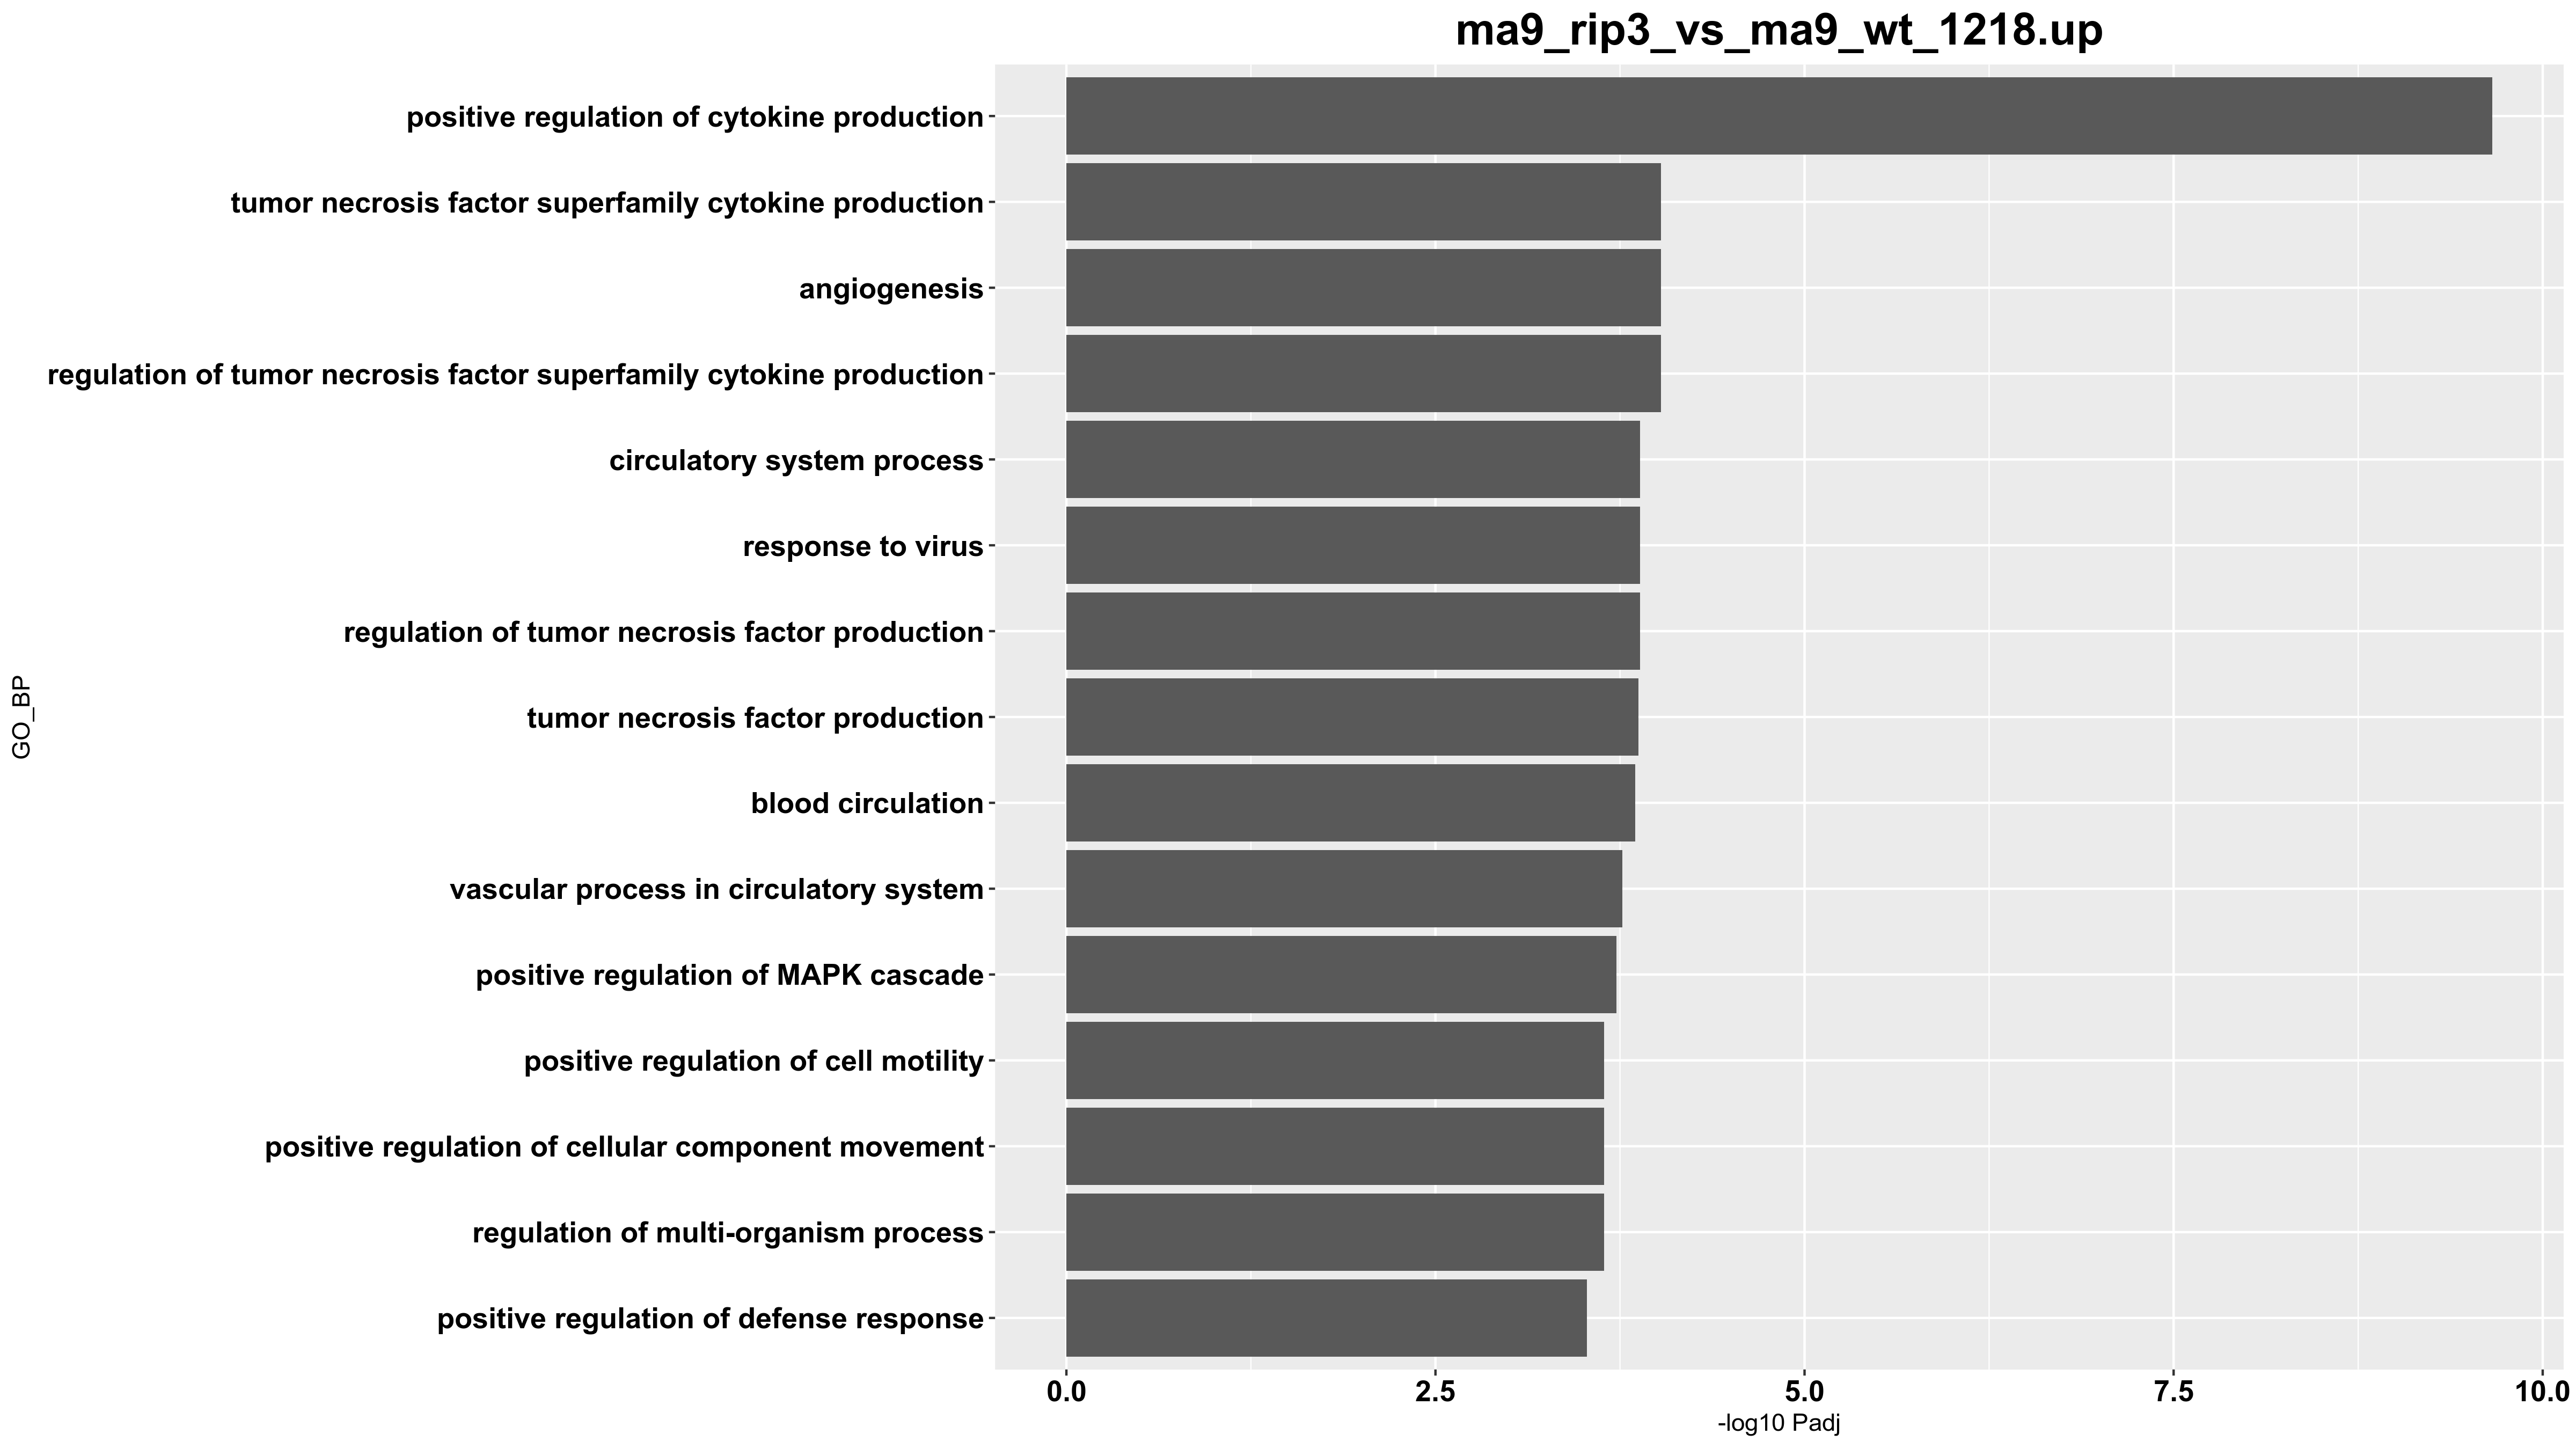 ma9_rip3_vs_ma9_wt_1218.up
positive regulation of cytokine production
tumor necrosis factor superfamily cytokine production
angiogenesis
regulation of tumor necrosis factor superfamily cytokine production
circulatory system process
response to virus
regulation of tumor necrosis factor production
tumor necrosis factor production
blood circulation
vascular process in circulatory system
positive regulation of MAPK cascade
positive regulation of cell motility
positive regulation of cellular component movement
regulation of multi-organism process
positive regulation of defense response
GO_BP
0.0 2.5 5.0 7.5 10.0
-log10 Padj